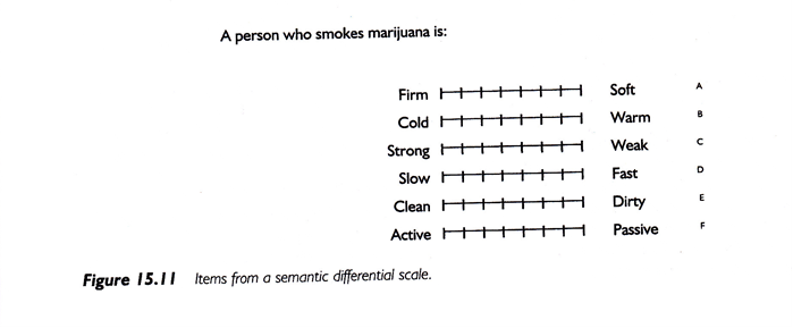 A person who smokes marijuana is:
Firm Soft A
Cold Warm B
Strong Weak C
Slow Fast D
Clean Dirty E
Active Passive F
Figure 15.11 Items from a semantic differential scale.